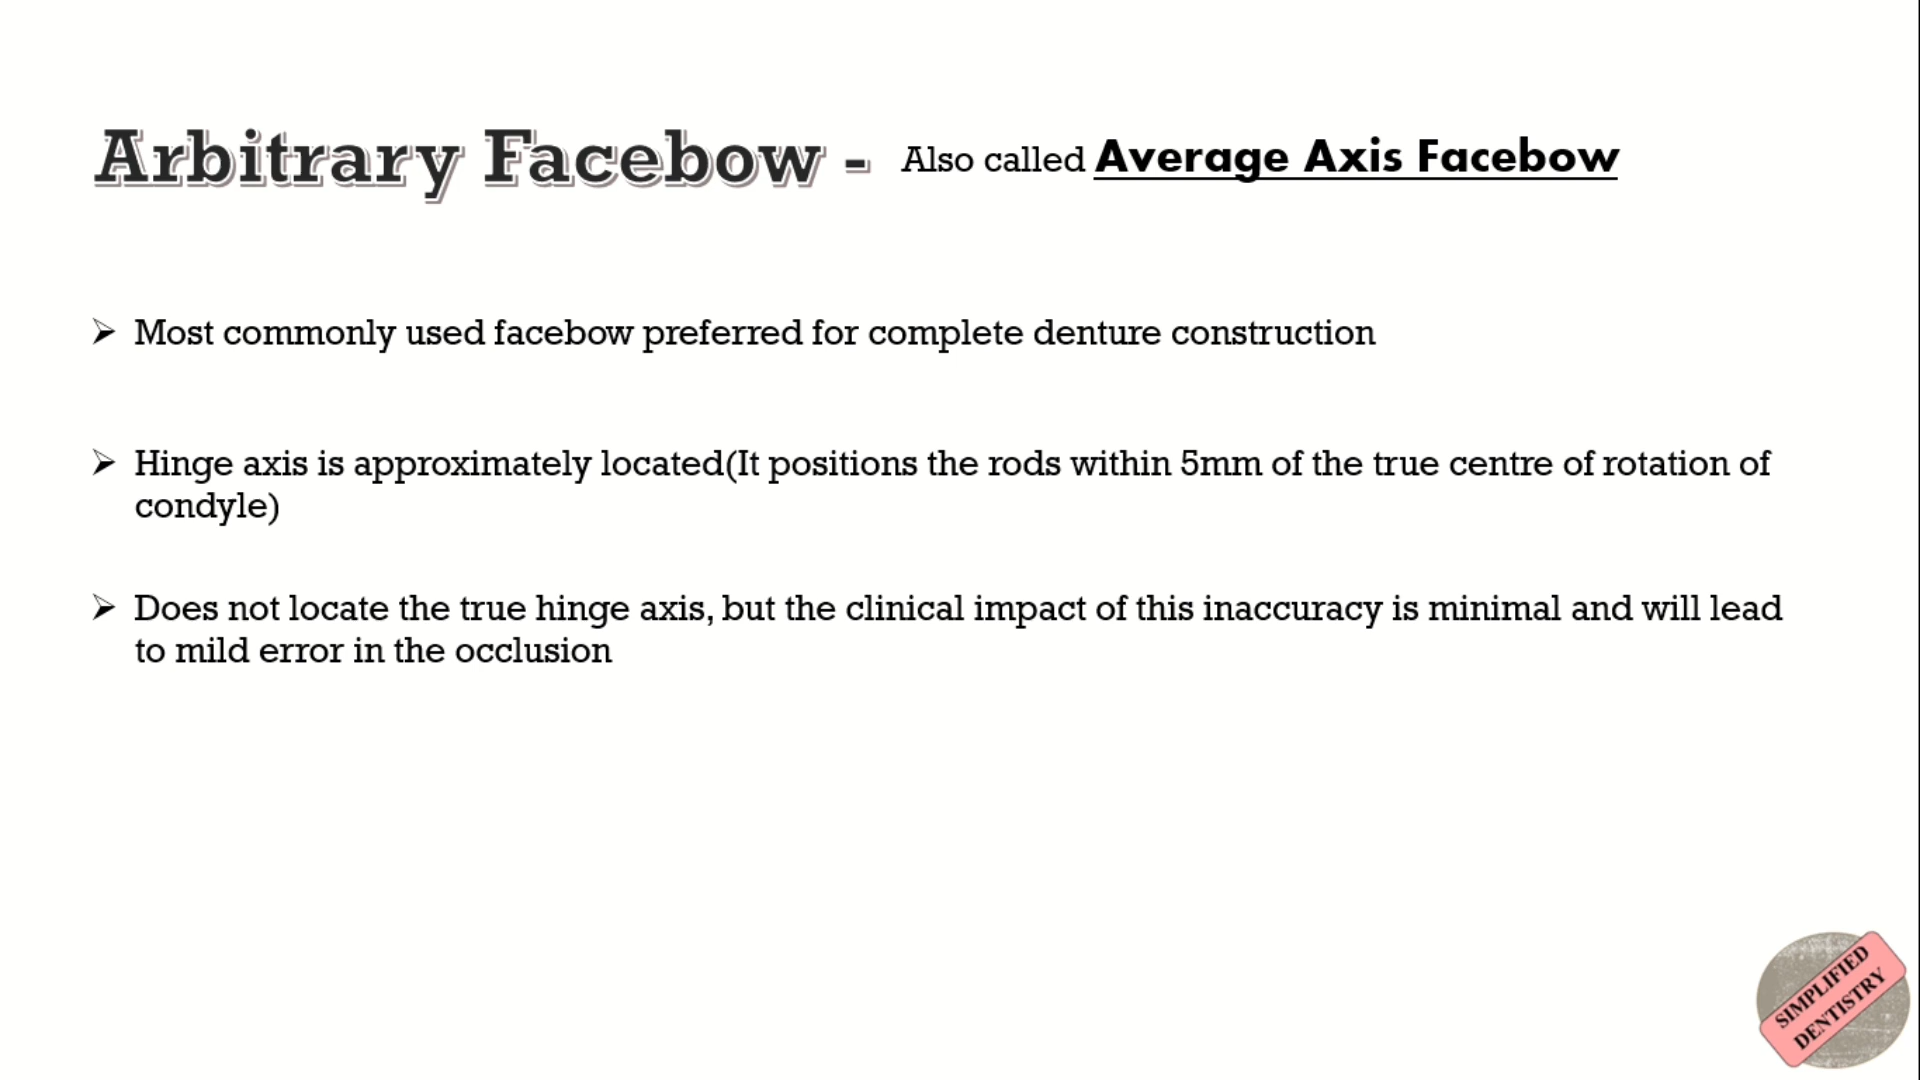 Arbitrary Facebow - Also called Average Axis Facebow
➢ Most commonly used facebow preferred for complete denture construction
➢ Hinge axis is approximately located(It positions the rods within 5mm of the true centre of rotation of
condyle)
➢ Does not locate the true hinge axis, but the clinical impact of this inaccuracy is minimal and will lead
to mild error in the occlusion
SIMPLIFIED
DENTISTRY